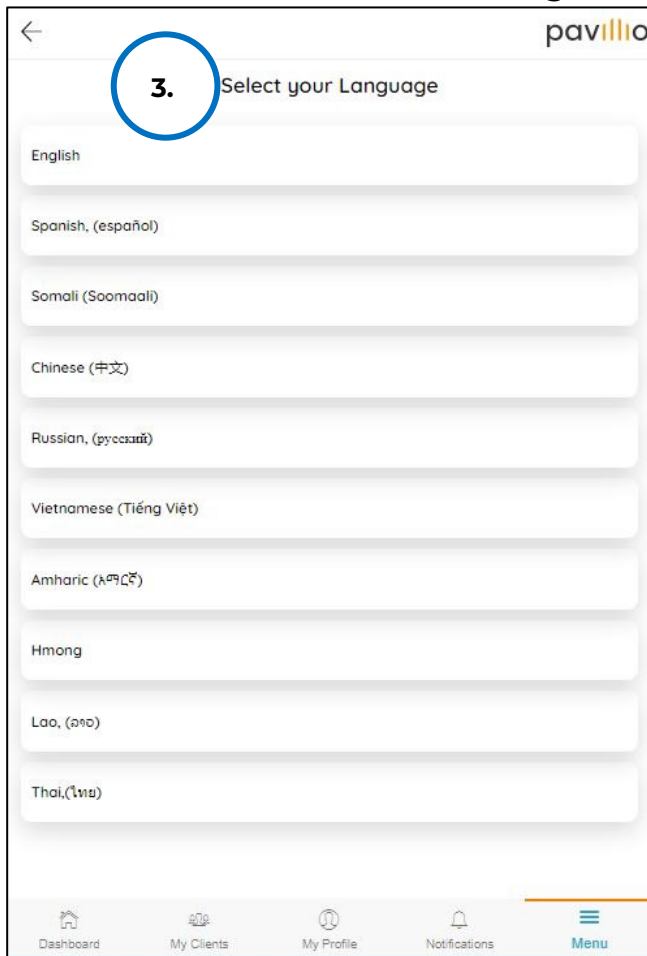 pavillio
3.
Select your Language
English
Spanish, (español)
Somali (Soomaali)
Chinese (中文)
Russian, (русский)
Vietnamese (Tiếng Việt)
Amharic (አማርኛ)
Hmong
Lao, (ລາວ)
Thai,(ไทย)
Dashboard My Clients My Profile Notifications Menu